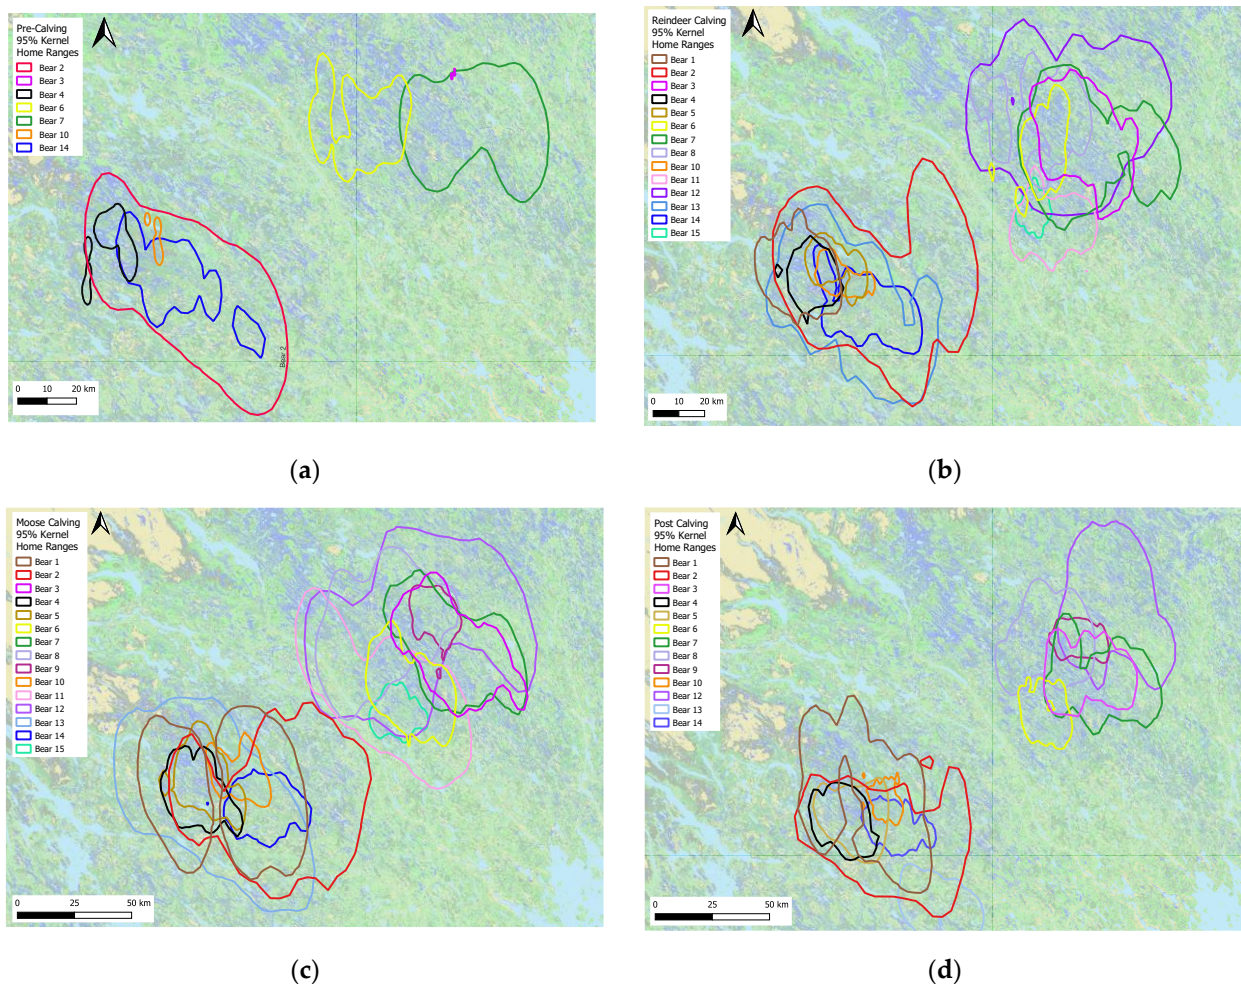 Pre-Calving
95% Kernel
Home Ranges
Bear 2
Bear 3
Bear 4
Bear 6
Bear 7
Bear 10
Bear 14
Bear 2
0 10 20 km
(a)
Reindeer Calving
95% Kernel
Home Ranges
Bear 1
Bear 2
Bear 3
Bear 4
Bear 5
Bear 6
Bear 7
Bear 8
Bear 10
Bear 11
Bear 12
Bear 13
Bear 14
Bear 15
0 10 20 km
(b)
Moose Calving
95% Kernel
Home Ranges
Bear 1
Bear 2
Bear 3
Bear 4
Bear 5
Bear 6
Bear 7
Bear 8
Bear 9
Bear 10
Bear 11
Bear 12
Bear 13
Bear 14
Bear 15
0 25 50 km
(c)
Post Calving
95% Kernel
Home Ranges
Bear 1
Bear 2
Bear 3
Bear 4
Bear 5
Bear 6
Bear 7
Bear 8
Bear 9
Bear 10
Bear 12
Bear 13
Bear 14
0 25 50 km
(d)